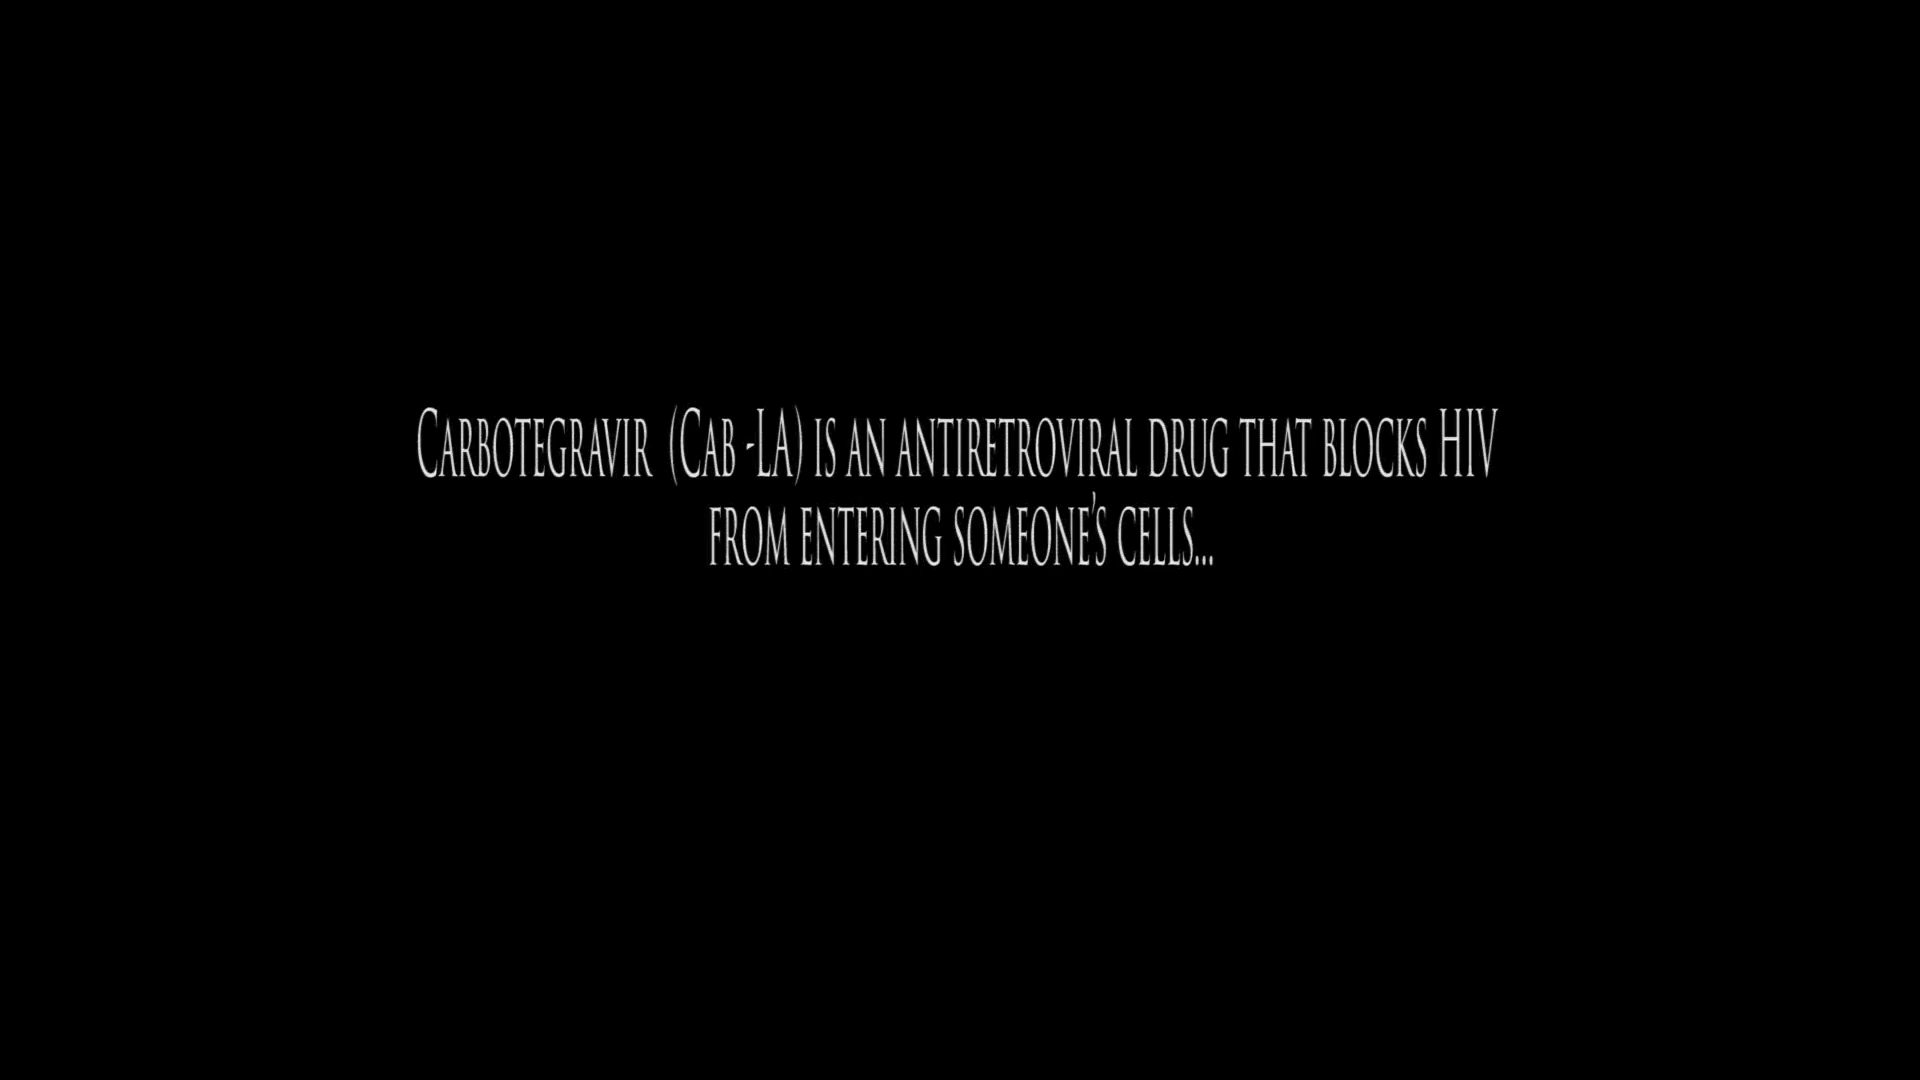 Carbotegravir (Cab -LA) is an antiretroviral drug that blocks HIV
from entering someone's cells...